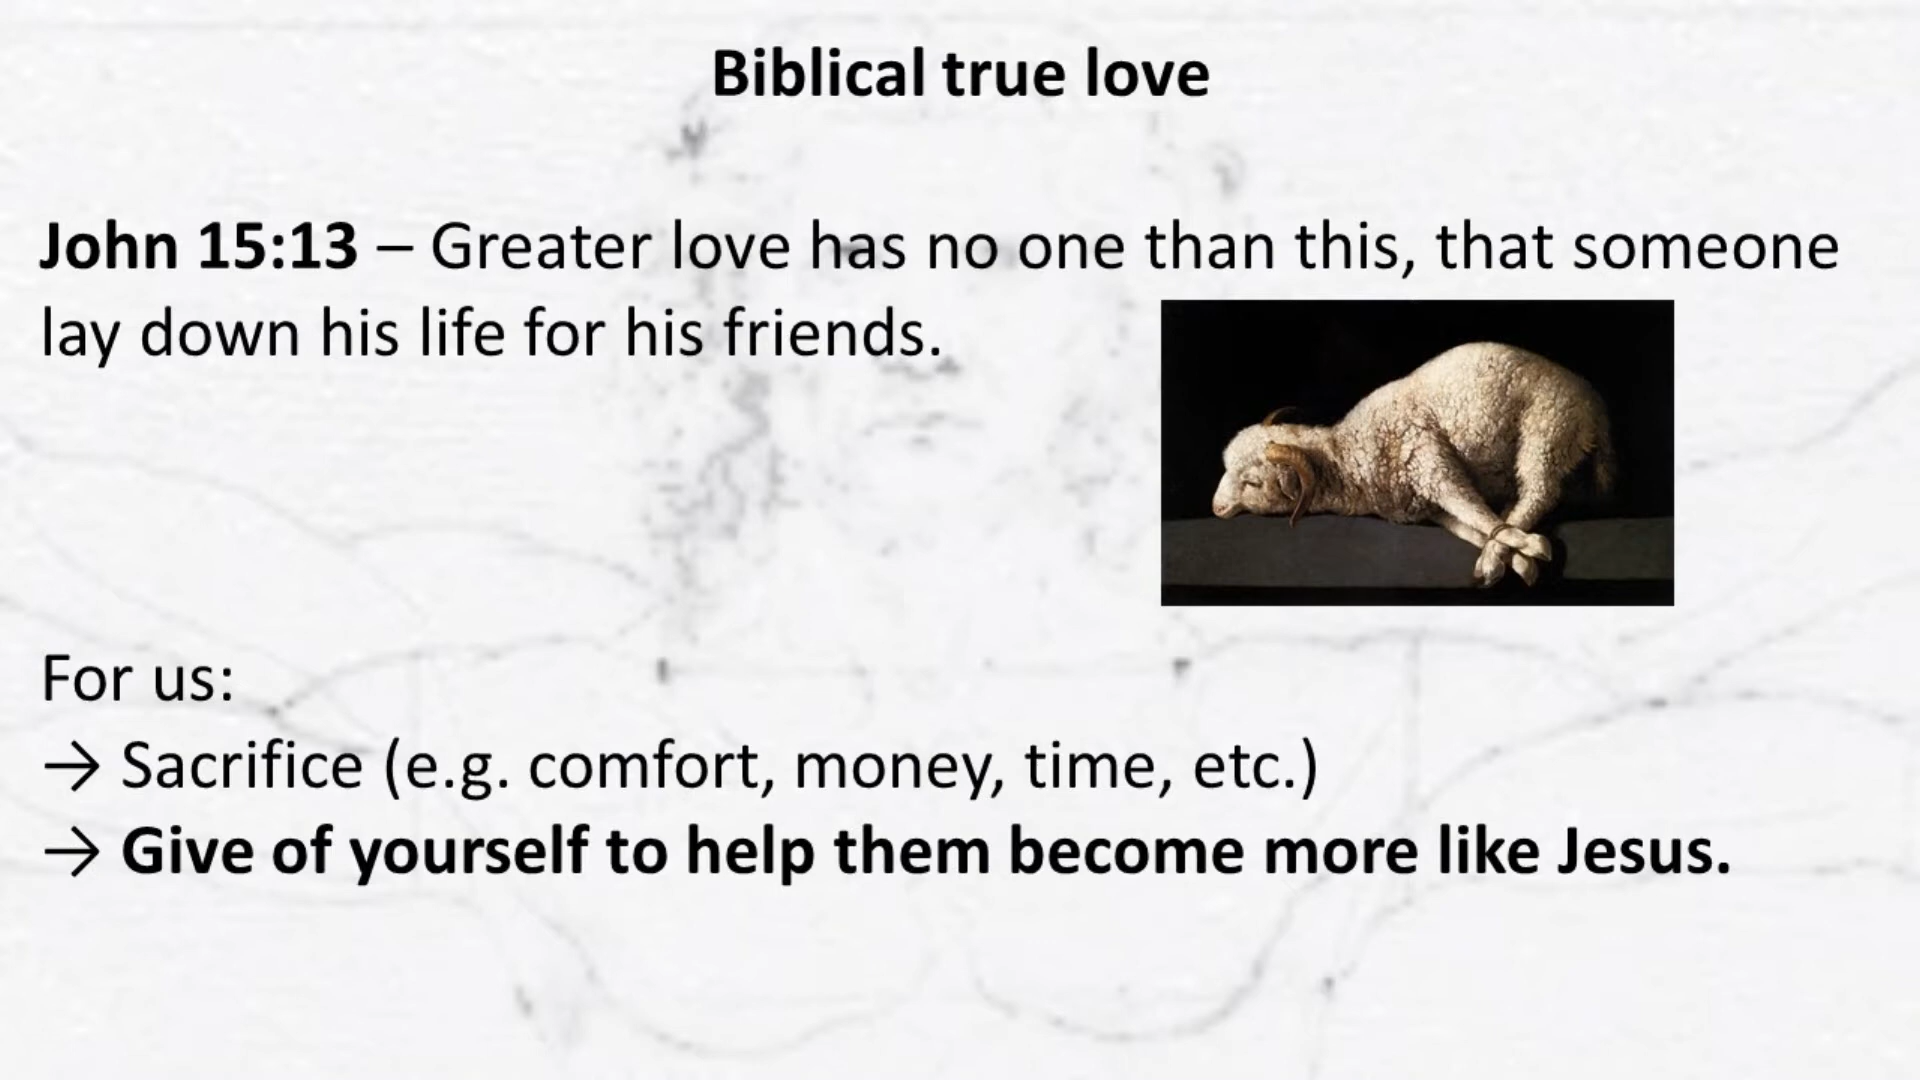 Biblical true love
John 15:13 – Greater love has no one than this, that someone
lay down his life for his friends.
For us:
→ Sacrifice (e.g. comfort, money, time, etc.)
→ Give of yourself to help them become more like Jesus.